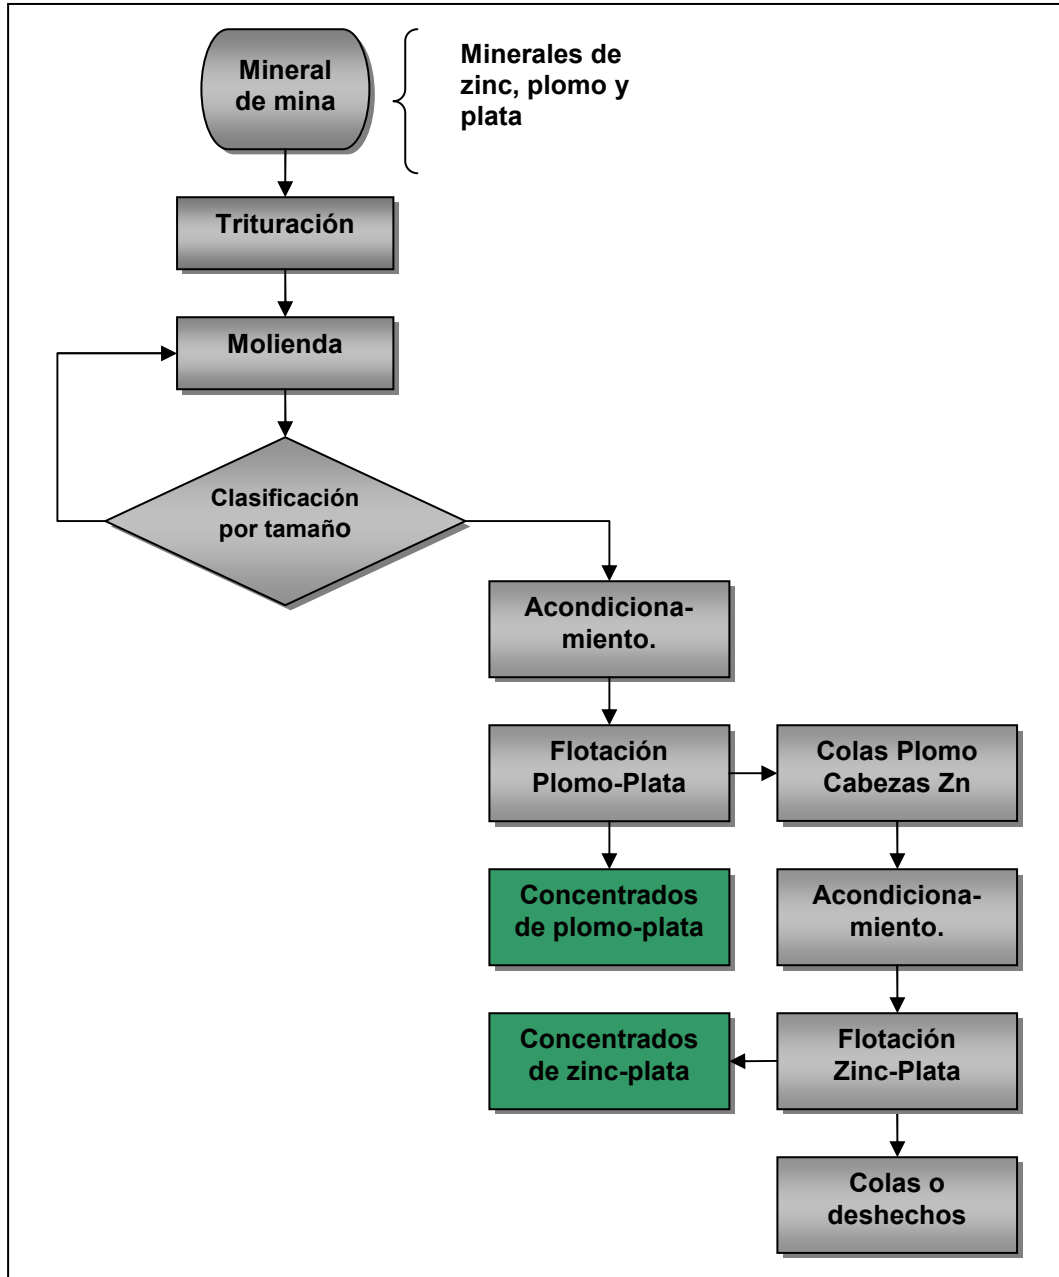 Mineral
de mina
Minerales de
zinc, plomo y
plata
Trituración
Molienda
Clasificación
por tamaño
Acondiciona-
miento.
Flotación
Plomo-Plata
Colas Plomo
Cabezas Zn
Concentrados
de plomo-plata
Acondiciona-
miento.
Concentrados
de zinc-plata
Flotación
Zinc-Plata
Colas o
deshechos